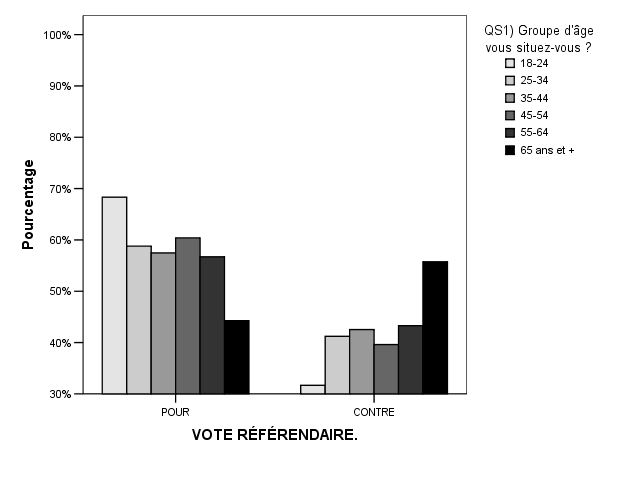 QS1) Groupe d'âge
vous situez-vous ?
18-24
25-34
35-44
45-54
55-64
65 ans et +
Pourcentage
100%
90%
80%
70%
60%
50%
40%
30%
POUR
CONTRE
VOTE RÉFÉRENDAIRE.